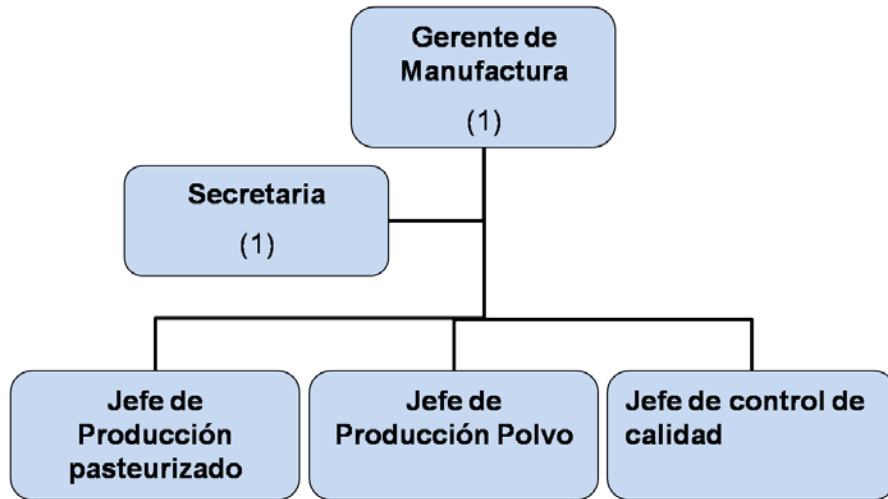 Gerente de
Manufactura
(1)
Secretaria
(1)
Jefe de
Producción
pasteurizado
Jefe de
Producción Polvo
Jefe de control de
calidad